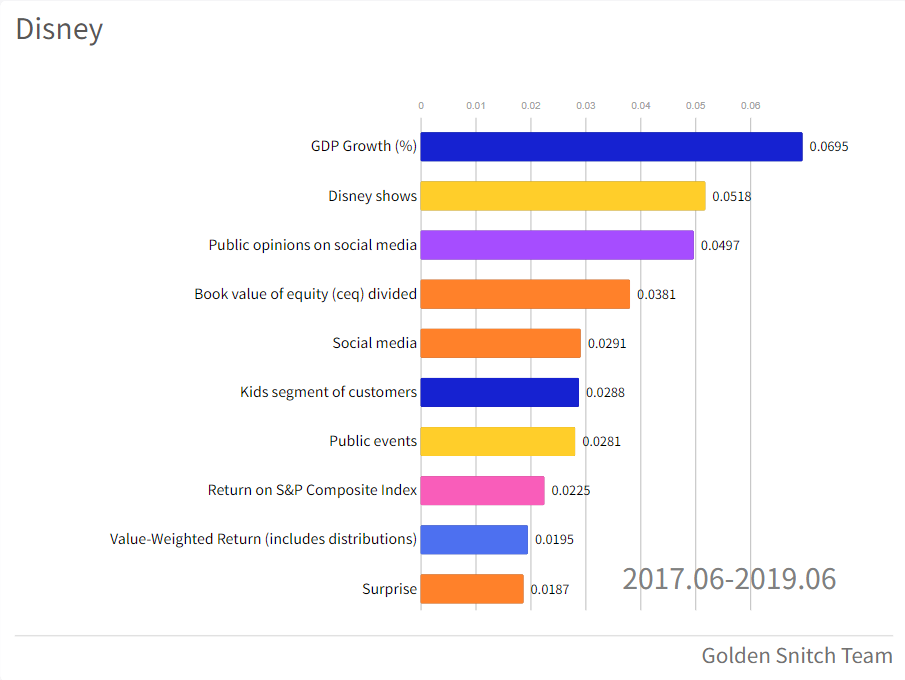 Disney
0 0.01 0.02 0.03 0.04 0.05 0.06
GDP Growth (%) 0.0695
Disney shows 0.0518
Public opinions on social media 0.0497
Book value of equity (ceq) divided 0.0381
Social media 0.0291
Kids segment of customers 0.0288
Public events 0.0281
Return on S&P Composite Index 0.0225
Value-Weighted Return (includes distributions) 0.0195
Surprise 0.0187
2017.06-2019.06
Golden Snitch Team